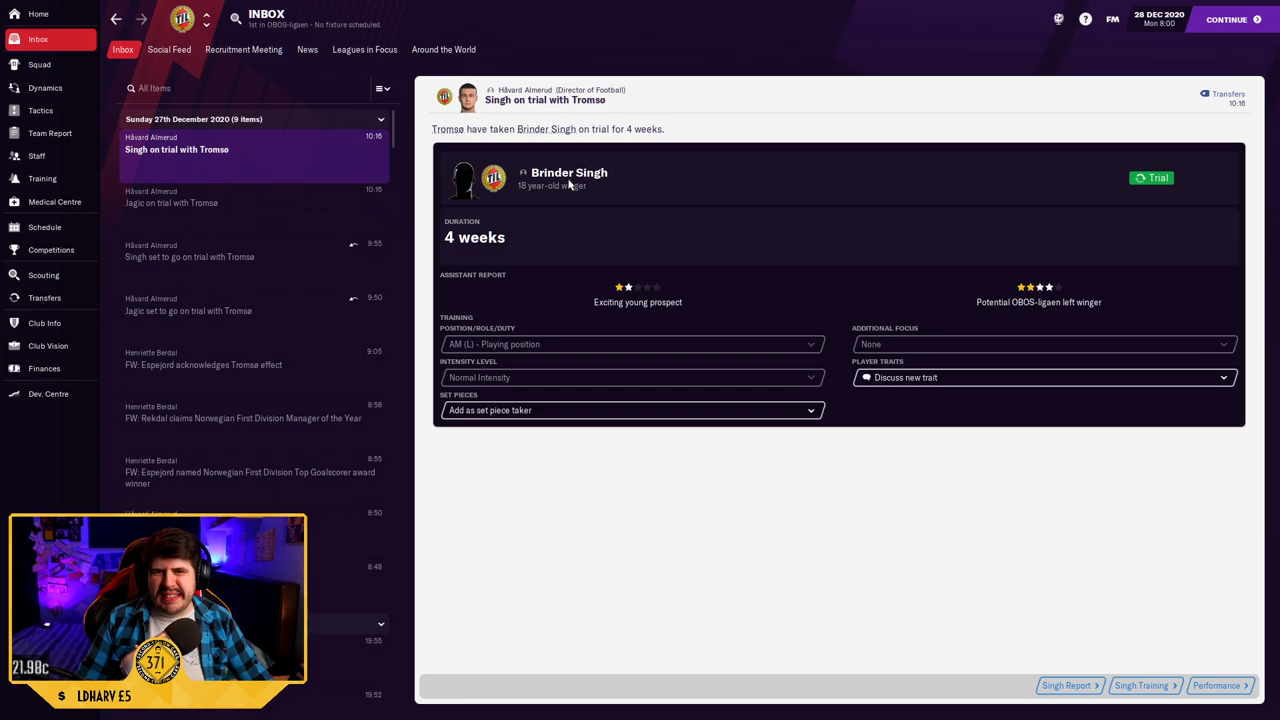 Home
Inbox
Squad
Dynamics
Tactics
Team Report
Staff
Training
Medical Centre
Schedule
Competitions
Scouting
Transfers
Club Info
Club Vision
Finances
Dev. Centre
TIL
INBOX
1st in OBOS-ligaen - No fixture scheduled.
FM
28 DEC 2020
Mon 8:00
CONTINUE
Inbox
Social Feed
Recruitment Meeting
News
Leagues in Focus
Around the World
All Items
Sunday 27th December 2020 (9 items)
Håvard Almerud
10:16
Singh on trial with Tromsø
Håvard Almerud
10:16
Jagic on trial with Tromsø
Håvard Almerud
9:55
Singh set to go on trial with Tromsø
Håvard Almerud
9:50
Jagic set to go on trial with Tromsø
Henriette Berdal
9:05
FW: Espejord acknowledges Tromsø effect
Henriette Berdal
8:58
FW: Rekdal claims Norwegian First Division Manager of the Year
Henriette Berdal
8:55
FW: Espejord named Norwegian First Division Top Goalscorer award
winner
8:50
8:48
19:55
19:52
Håvard Almerud (Director of Football)
Singh on trial with Tromsø
Transfers
10:16
Tromsø have taken Brinder Singh on trial for 4 weeks.
TIL
Brinder Singh
18 year-old winger
Trial
DURATION
4 weeks
ASSISTANT REPORT
Exciting young prospect
Potential OBOS-ligaen left winger
TRAINING
POSITION/ROLE/DUTY
AM (L) - Playing position
ADDITIONAL FOCUS
None
INTENSITY LEVEL
Normal Intensity
PLAYER TRAITS
Discuss new trait
SET PIECES
Add as set piece taker
Singh Report
Singh Training
Performance
21.98c
371
$ LDHARY £5